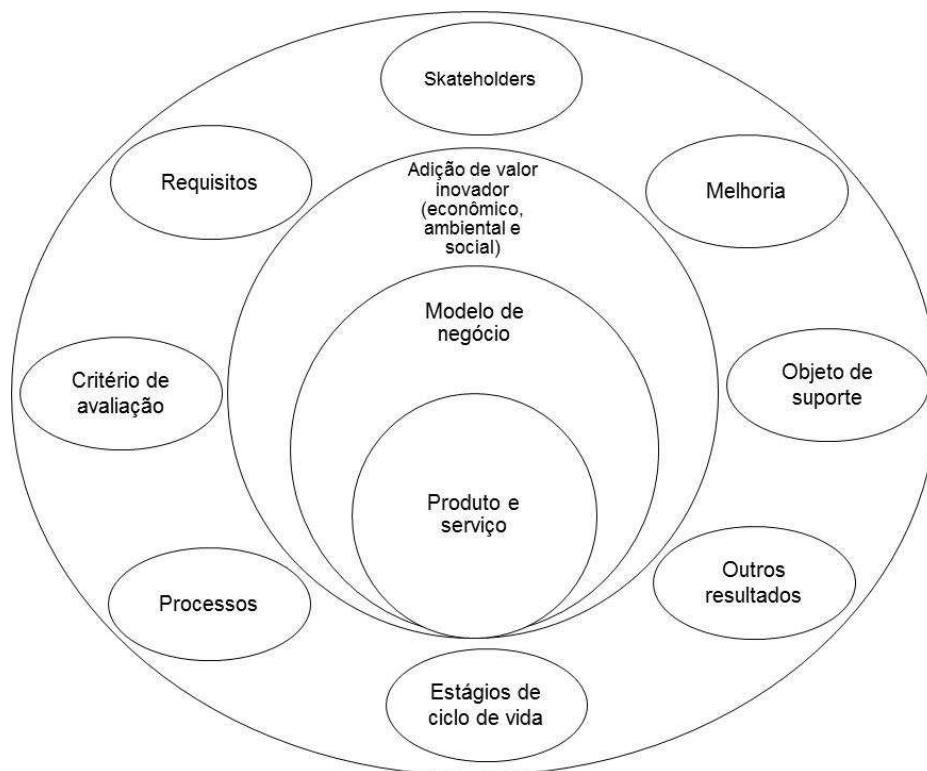 Skateholders
Requisitos
Melhoria
Adição de valor
inovador
(econômico,
ambiental e
social)
Modelo de
negócio
Critério de
avaliação
Objeto de
suporte
Produto e
serviço
Processos
Outros
resultados
Estágios de
ciclo de vida